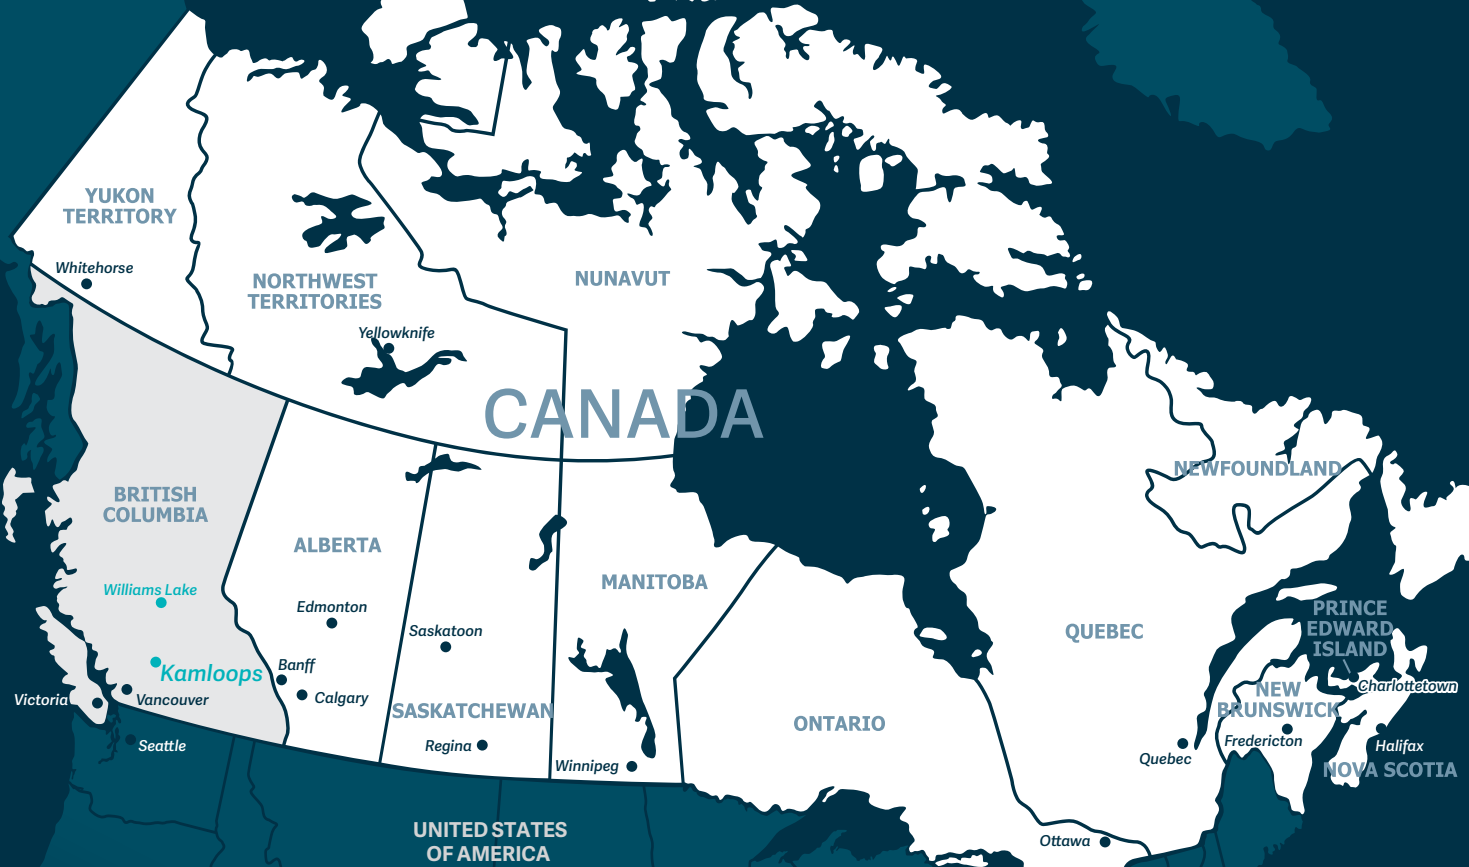 YUKON
TERRITORY
Whitehorse
NORTHWEST
TERRITORIES
Yellowknife
NUNAVUT
CANADA
BRITISH
COLUMBIA
Williams Lake
Kamloops
Victoria
Vancouver
Seattle
ALBERTA
Edmonton
Banff
Calgary
Saskatoon
SASKATCHEWAN
Regina
MANITOBA
Winnipeg
ONTARIO
Ottawa
QUEBEC
Quebec
NEWFOUNDLAND
PRINCE
EDWARD
ISLAND
Charlottetown
NEW
BRUNSWICK
Fredericton
Halifax
NOVA SCOTIA
UNITED STATES
OF AMERICA